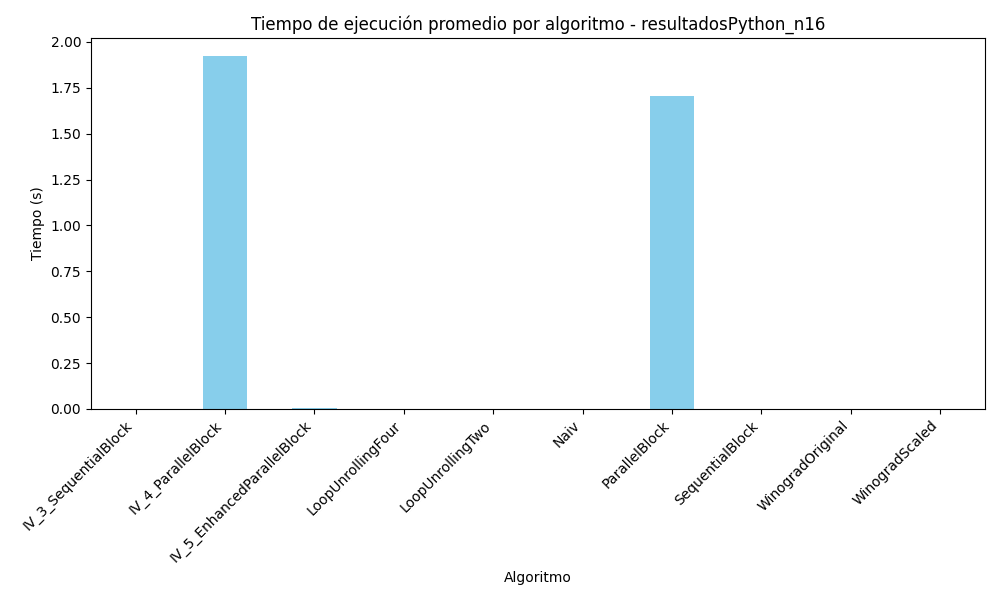 Tiempo de ejecución promedio por algoritmo - resultadosPython_n16
2.00
1.75
1.50
1.25
1.00
0.75
0.50
0.25
0.00
Tiempo (s)
IV_3_SequentialBlock
IV_4_ParallelBlock
IV_5_EnhancedParallelBlock
LoopUnrollingFour
LoopUnrollingTwo
Naiv
ParallelBlock
SequentialBlock
WinogradOriginal
WinogradScaled
Algoritmo